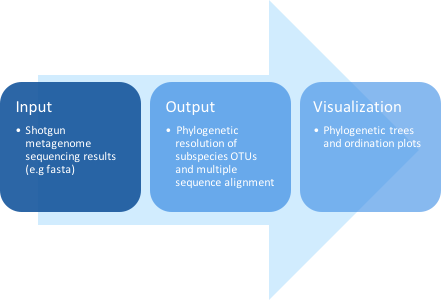 Input
• Shotgun
metagenome
sequencing results
(e.g fasta)
Output
• Phylogenetic
resolution of
subspecies OTUs
and multiple
sequence alignment
Visualization
• Phylogenetic trees
and ordination plots